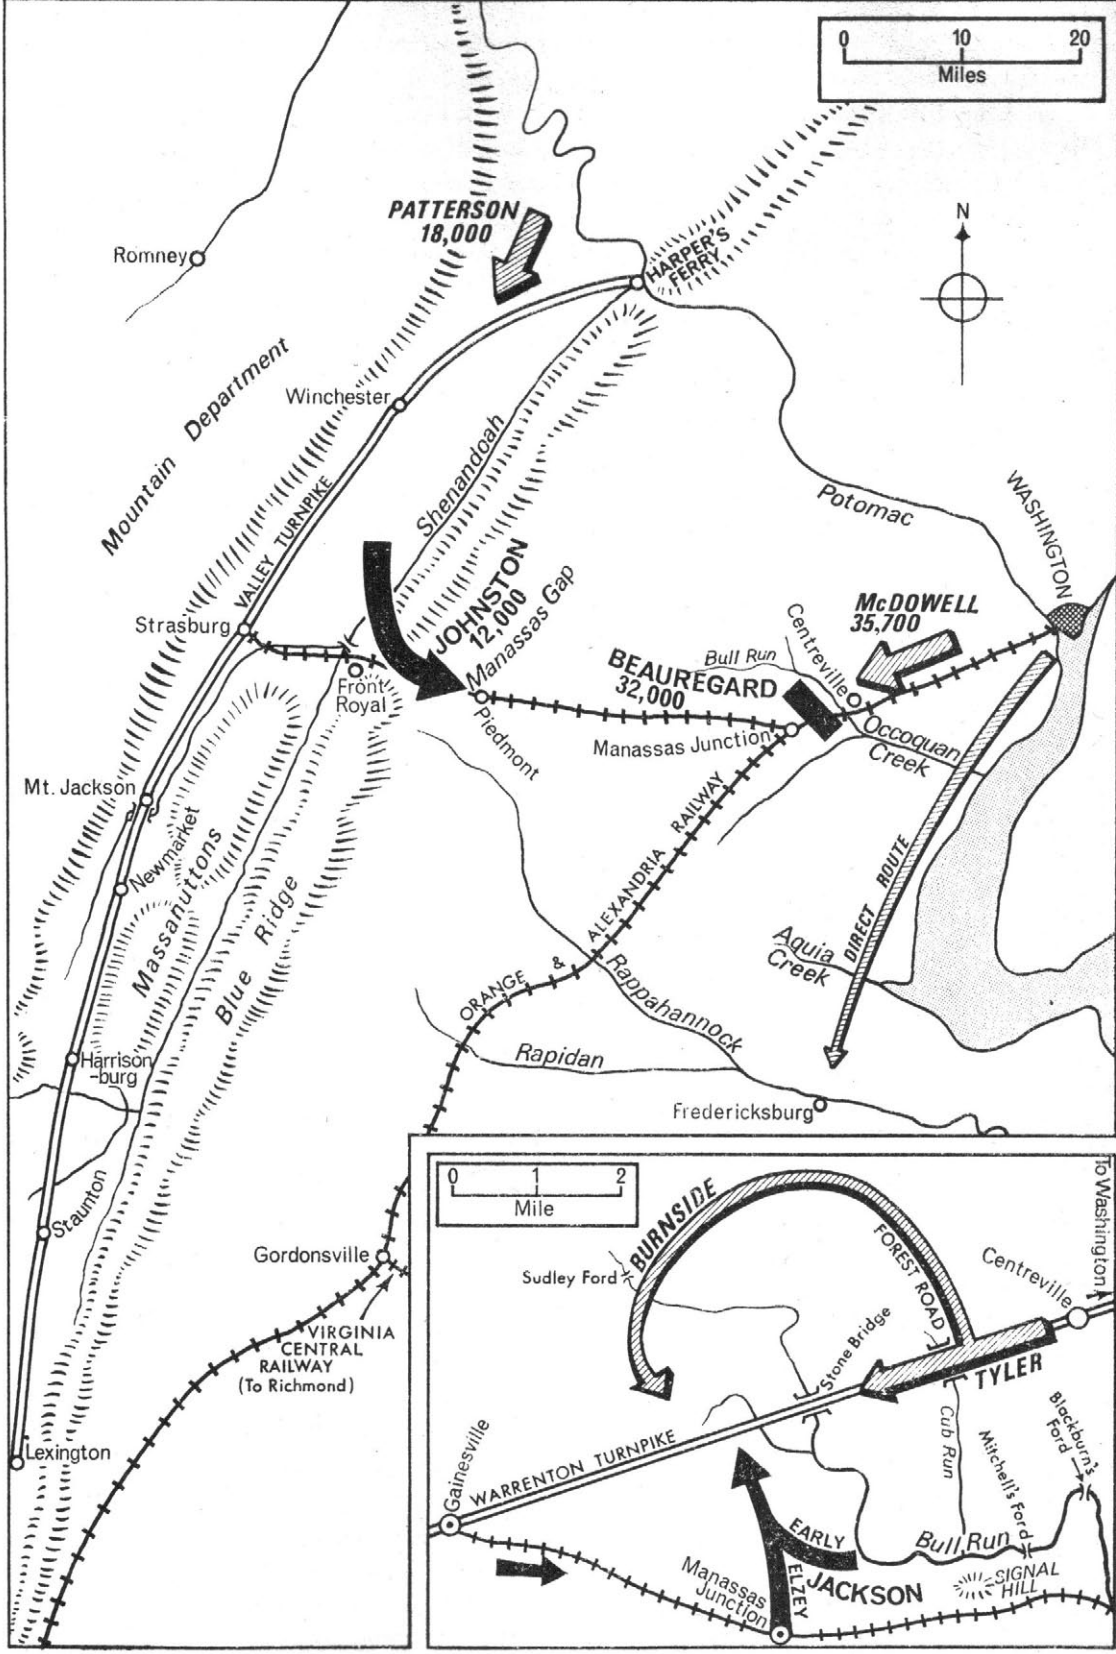 0 10 20
Miles
N
PATTERSON
18,000
HARPER'S
FERRY
Romney
Mountain Department
Winchester
VALLEY TURNPIKE
Shenandoah
Potomac
WASHINGTON
JOHNSTON
12,000
Manassas Gap
Strasburg
Front
Royal
Piedmont
McDOWELL
35,700
Centreville
Bull Run
BEAUREGARD
32,000
Manassas Junction
Occoquan
Creek
Mt. Jackson
Newmarket
Massanuttons
Blue Ridge
ORANGE & ALEXANDRIA RAILWAY
DIRECT ROUTE
Aquia
Creek
Rappahannock
Rapidan
Fredericksburg
Harrison
-burg
Staunton
Gordonsville
VIRGINIA
CENTRAL
RAILWAY
(To Richmond)
Lexington
0 1 2
Mile
BURNSIDE
Sudley Ford
FOREST ROAD
To Washington
Centreville
Stone Bridge
TYLER
Cub Run
Mitchell's Ford
Blackburn's
Ford
Gainesville
WARRENTON TURNPIKE
EARLY
ELZEY
JACKSON
Bull Run
SIGNAL
HILL
Manassas
Junction